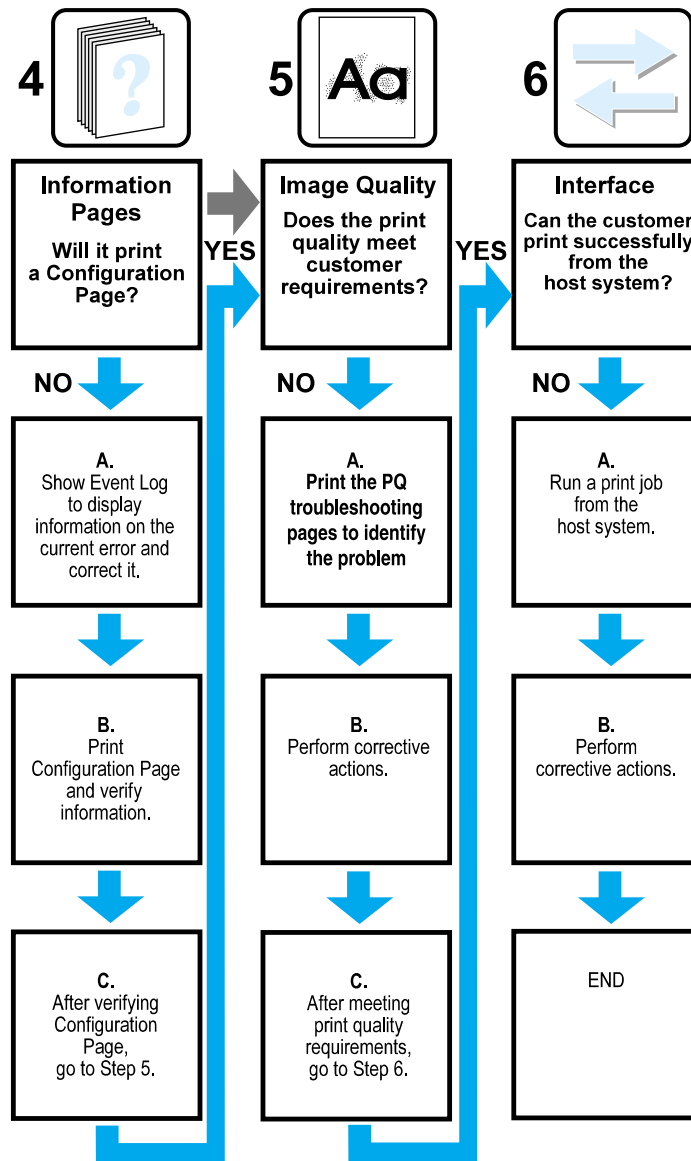 4
?
Information
Pages
Will it print
a Configuration
Page?
YES
NO
A.
Show Event Log
to display
information on the
current error and
correct it.
B.
Print
Configuration Page
and verify
information.
C.
After verifying
Configuration
Page,
go to Step 5.
5
Aa
Image Quality
Does the print
quality meet
customer
requirements?
YES
NO
A.
Print the PQ
troubleshooting
pages to identify
the problem
B.
Perform corrective
actions.
C.
After meeting
print quality
requirements,
go to Step 6.
6
Interface
Can the customer
print successfully
from the
host system?
NO
A.
Run a print job
from the
host system.
B.
Perform
corrective actions.
END